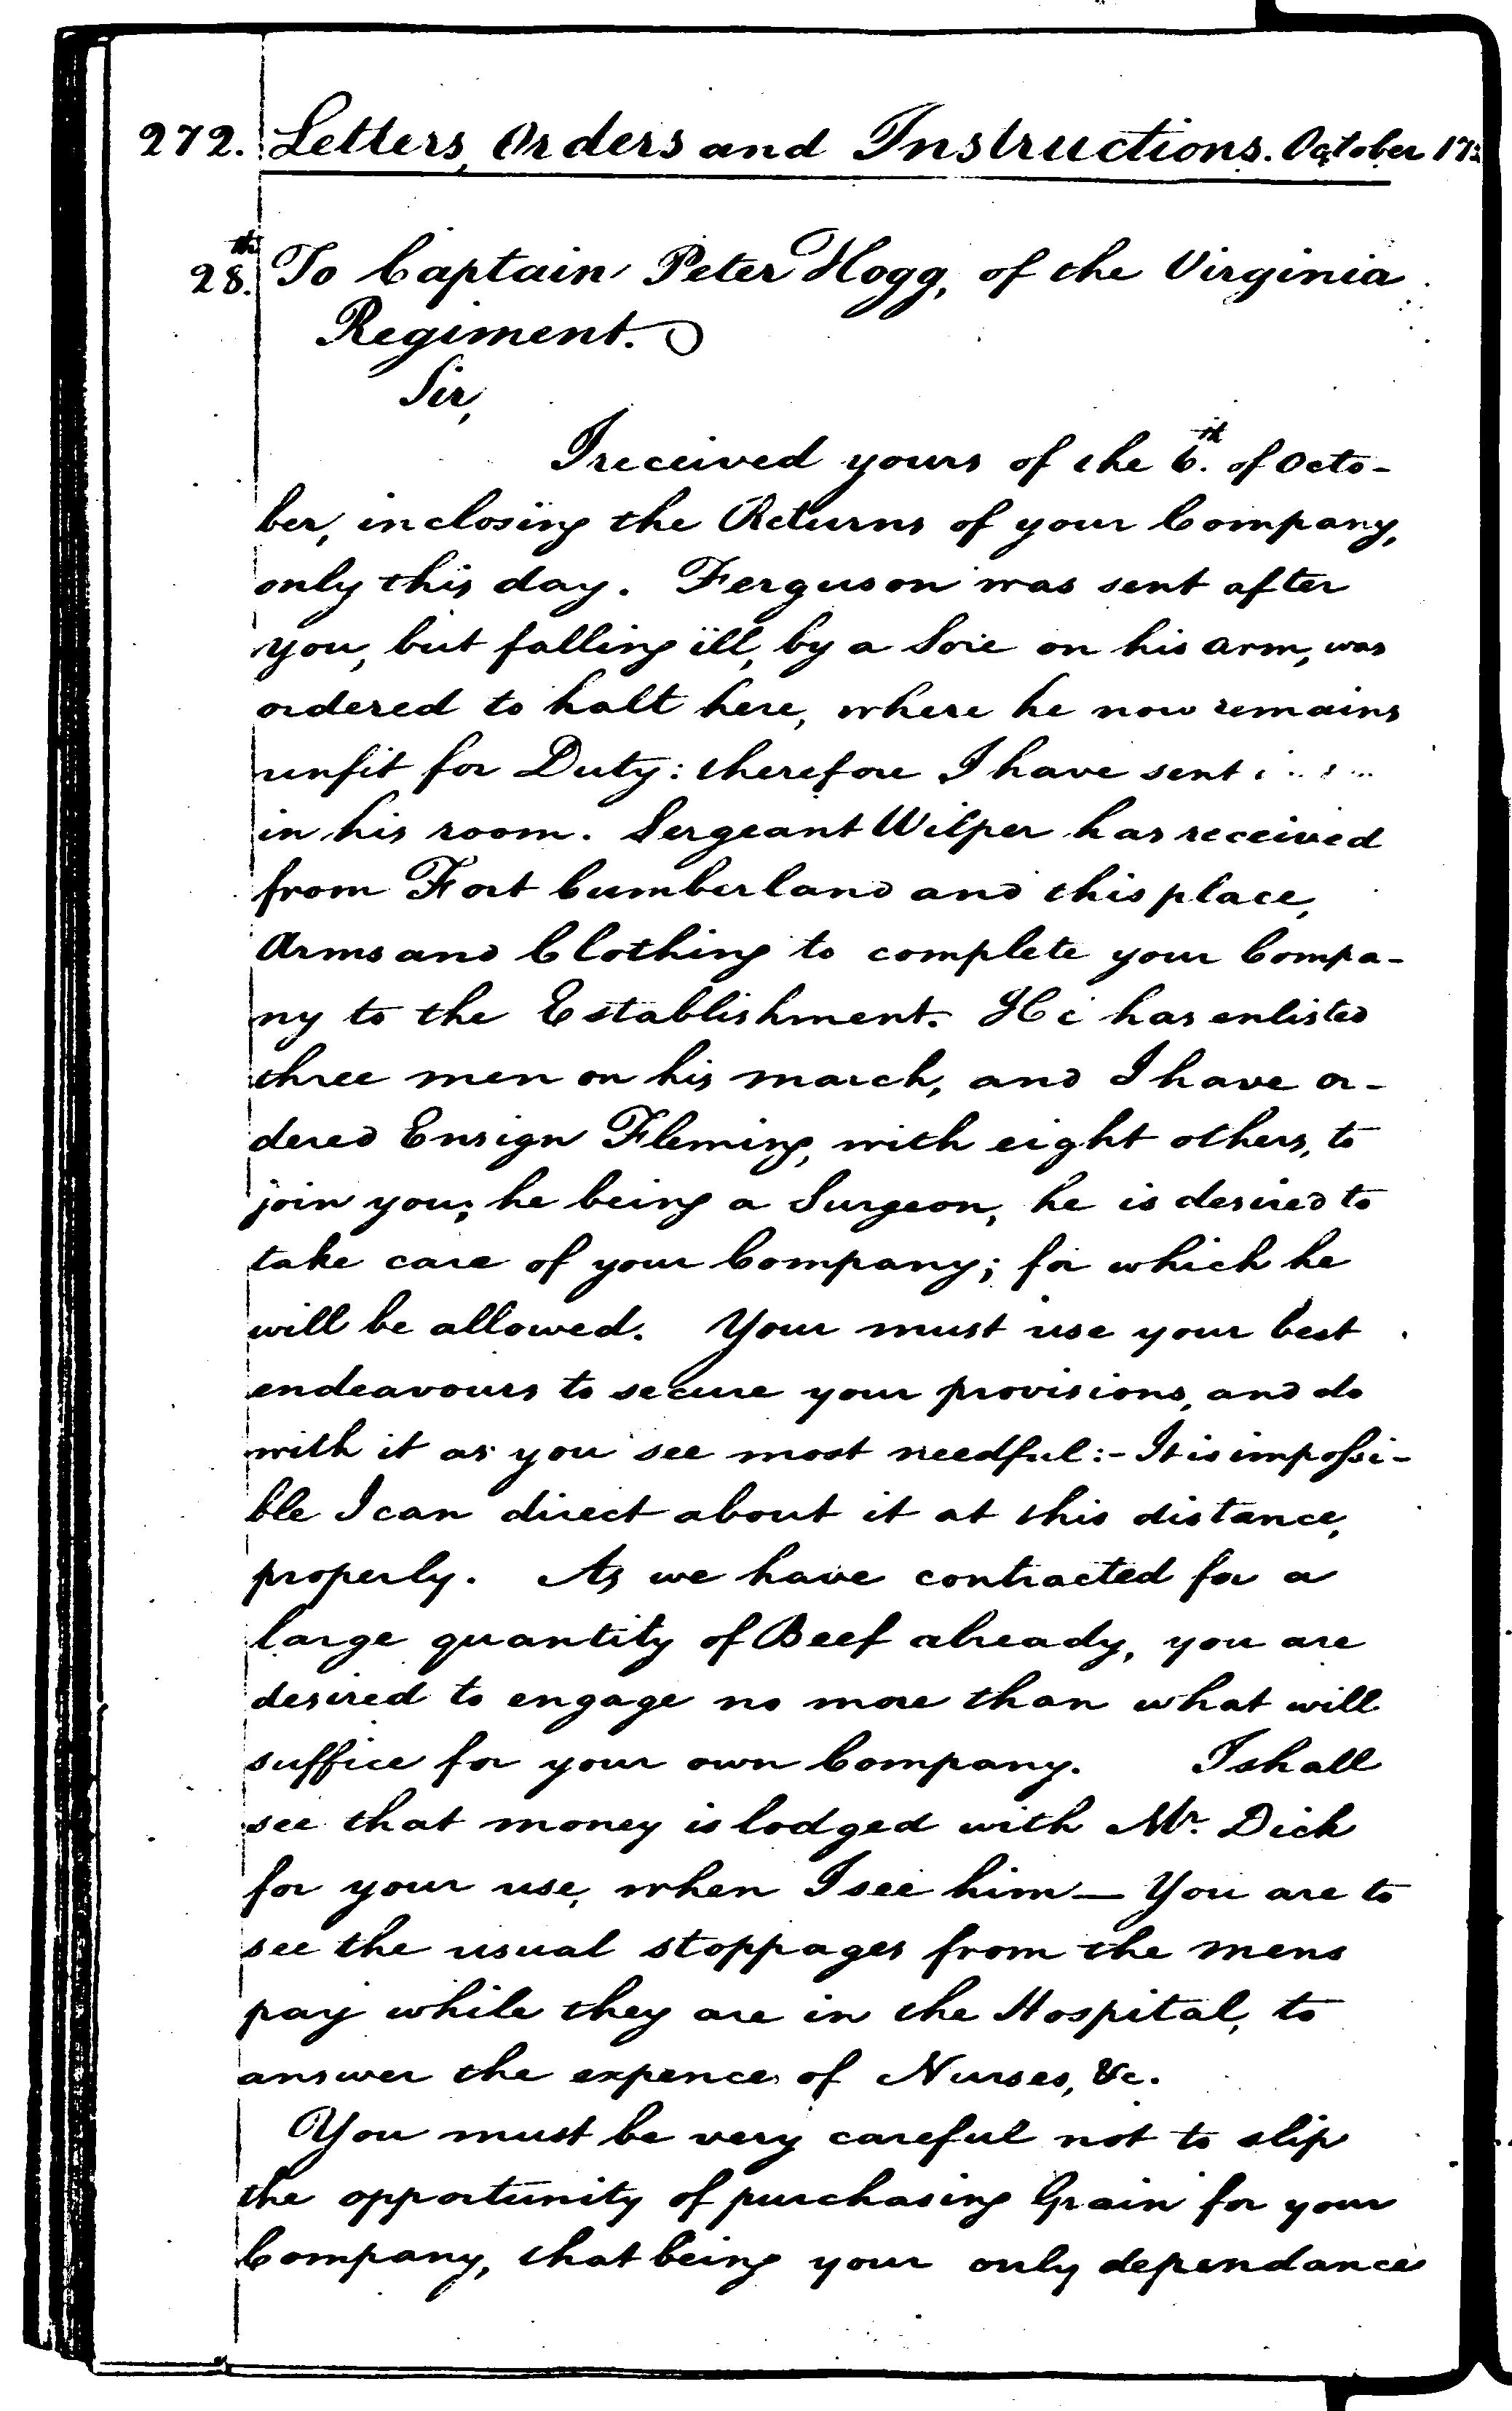 272. Letters, Orders and Instructions. October 17
28.th To Captain Peter Hogg, of the Virginia
Regiment.
Sir,
I received yours of the 6.th of Octo-
ber, inclosing the Returns of your Company,
only this day. Ferguson was sent after
you, but falling ill, by a Sore on his arm, was
ordered to halt here, where he now remains
unfit for Duty: therefore I have sent
in his room. Sergeant Wilper has received
from Fort Cumberland and this place,
Arms and Clothing to complete your Compa-
ny to the Establishment. He has enlisted
three men on his march, and I have or-
dered Ensign Fleming, with eight others, to
join you; he being a Surgeon, he is desired to
take care of your Company; for which he
will be allowed. Your must use your best
endeavours to secure your provisions, and do
with it as you see most needful:- It is impossi-
ble I can direct about it at this distance,
properly. As we have contracted for a
large quantity of Beef already, you are
desired to engage no more than what will
suffice for your own Company. I shall
see that money is lodged with Mr. Dick
for your use, when I see him — You are to
see the usual stoppages from the mens
pay while they are in the Hospital, to
answer the expence of Nurses, &c.
You must be very careful not to slip
the opportunity of purchasing Grain for your
Company, that being your only dependance